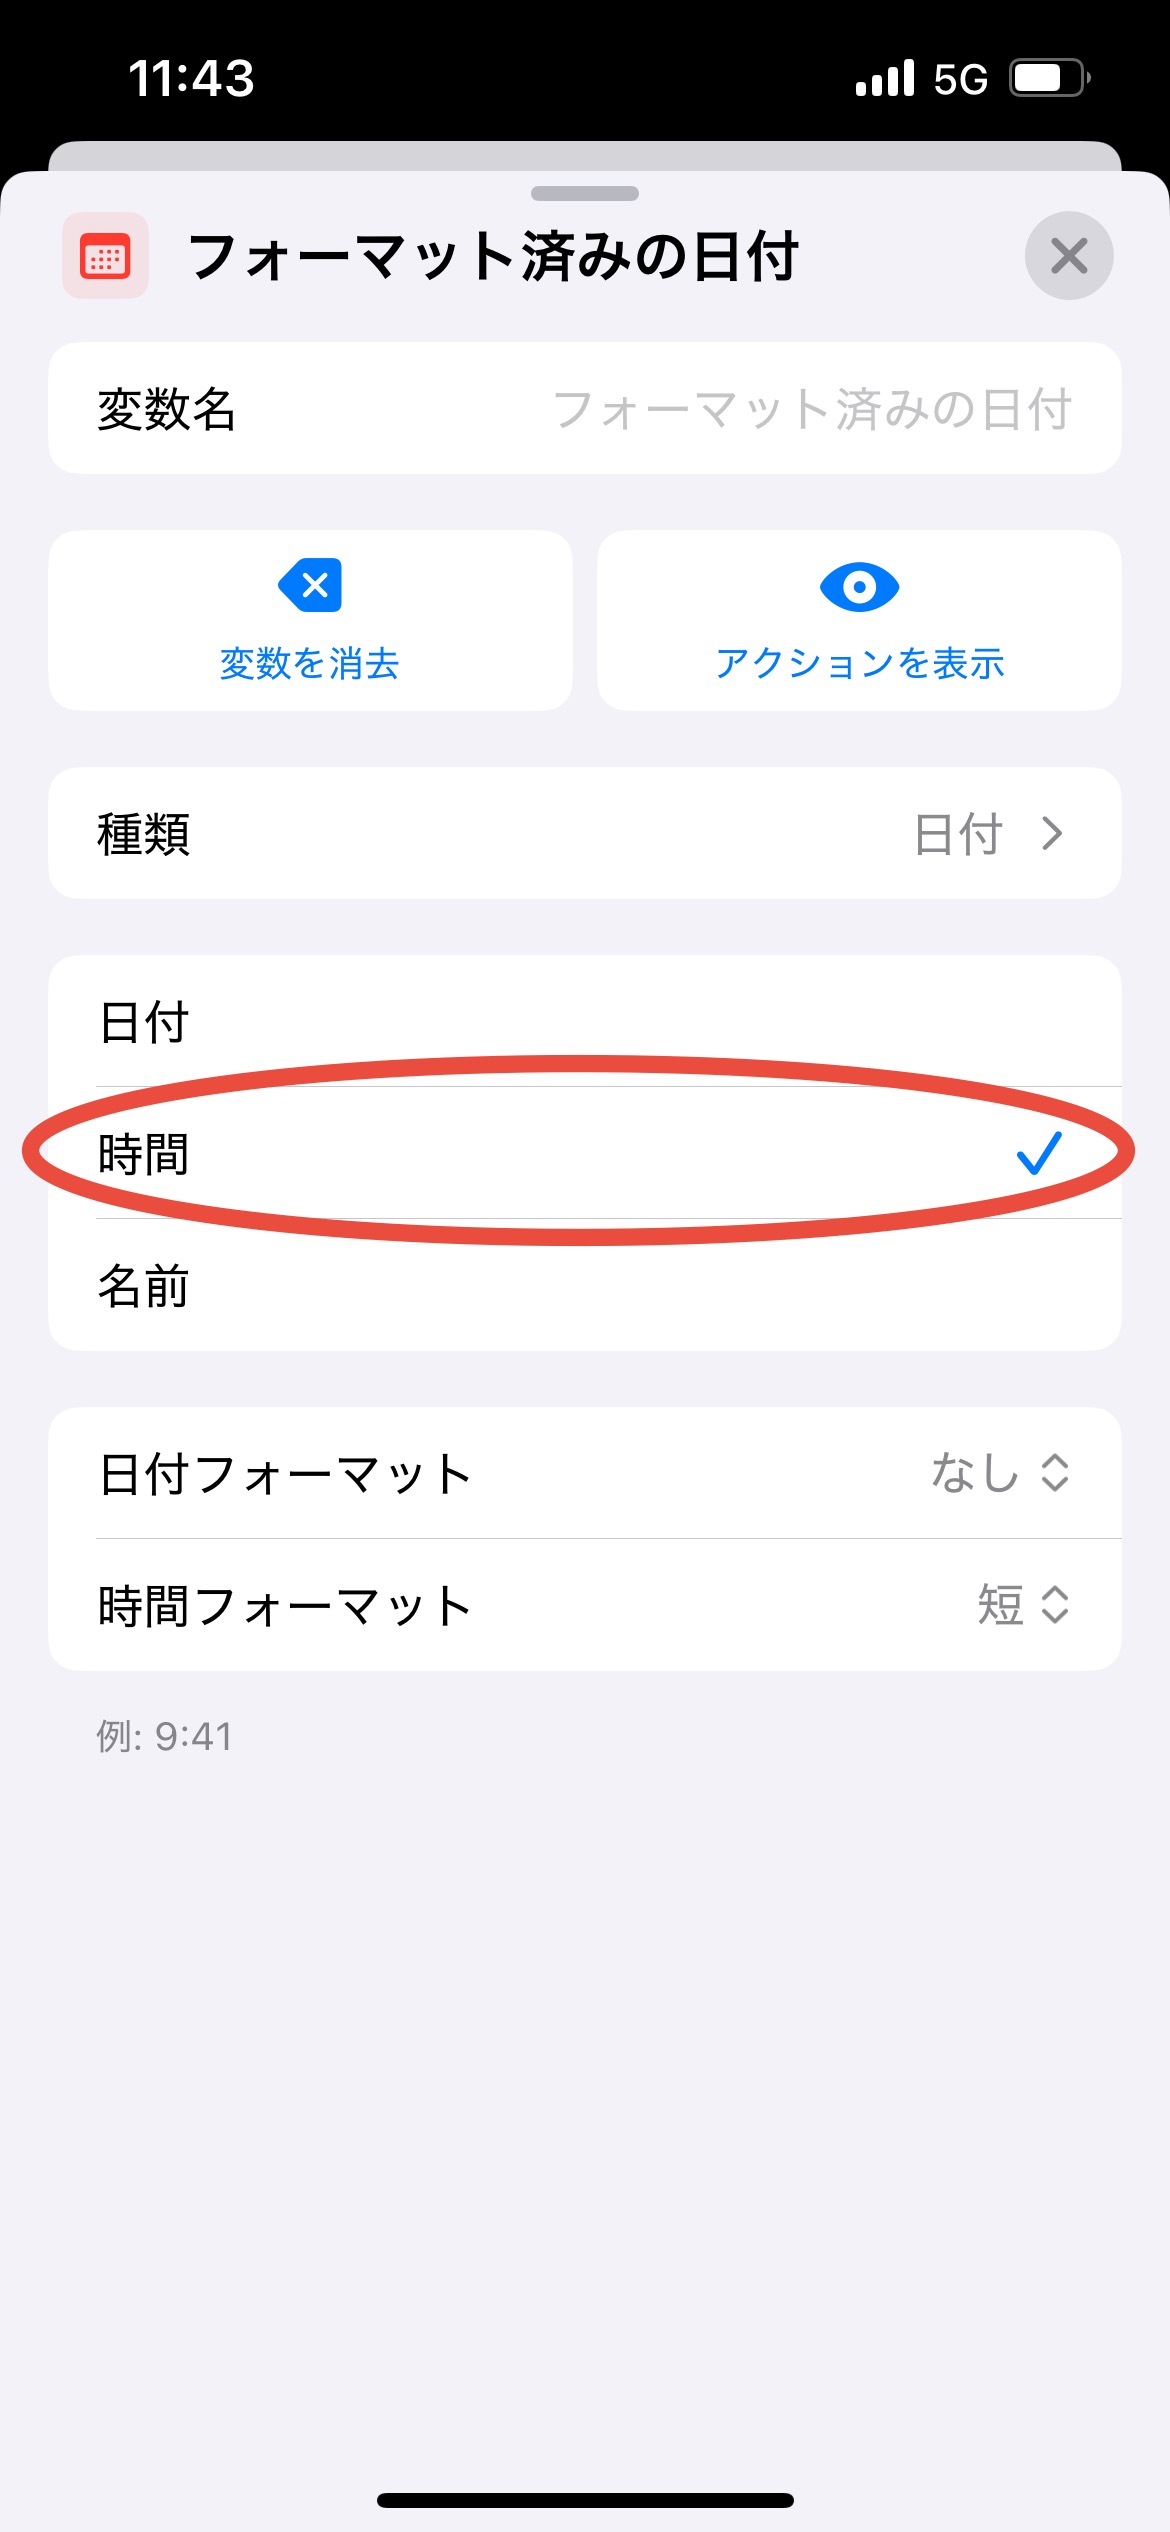 11:43
5G
フォーマット済みの日付
変数名
フォーマット済みの日付
変数を消去
アクションを表示
種類
日付
日付
時間
名前
日付フォーマット
なし
時間フォーマット
短
例: 9:41